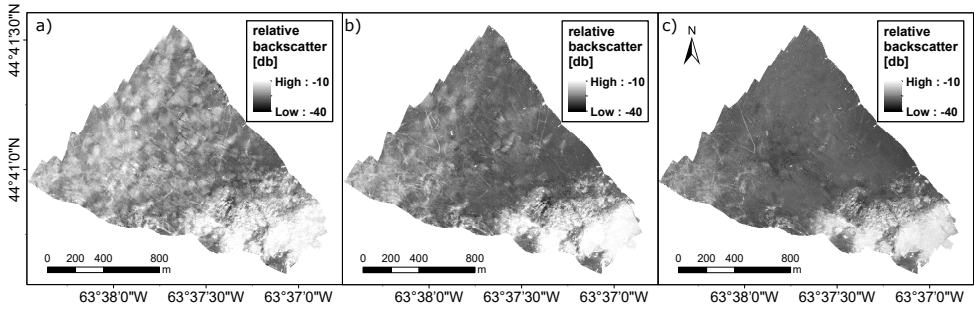 a)
relative
backscatter
[db]
High : -10
Low : -40
b)
relative
backscatter
[db]
High : -10
Low : -40
c)
N
relative
backscatter
[db]
High : -10
Low : -40
44°41'30"N
44°41'0"N
0 200 400 800
m
0 200 400 800
m
0 200 400 800
m
63°38'0"W 63°37'30"W 63°37'0"W
63°38'0"W 63°37'30"W 63°37'0"W
63°38'0"W 63°37'30"W 63°37'0"W